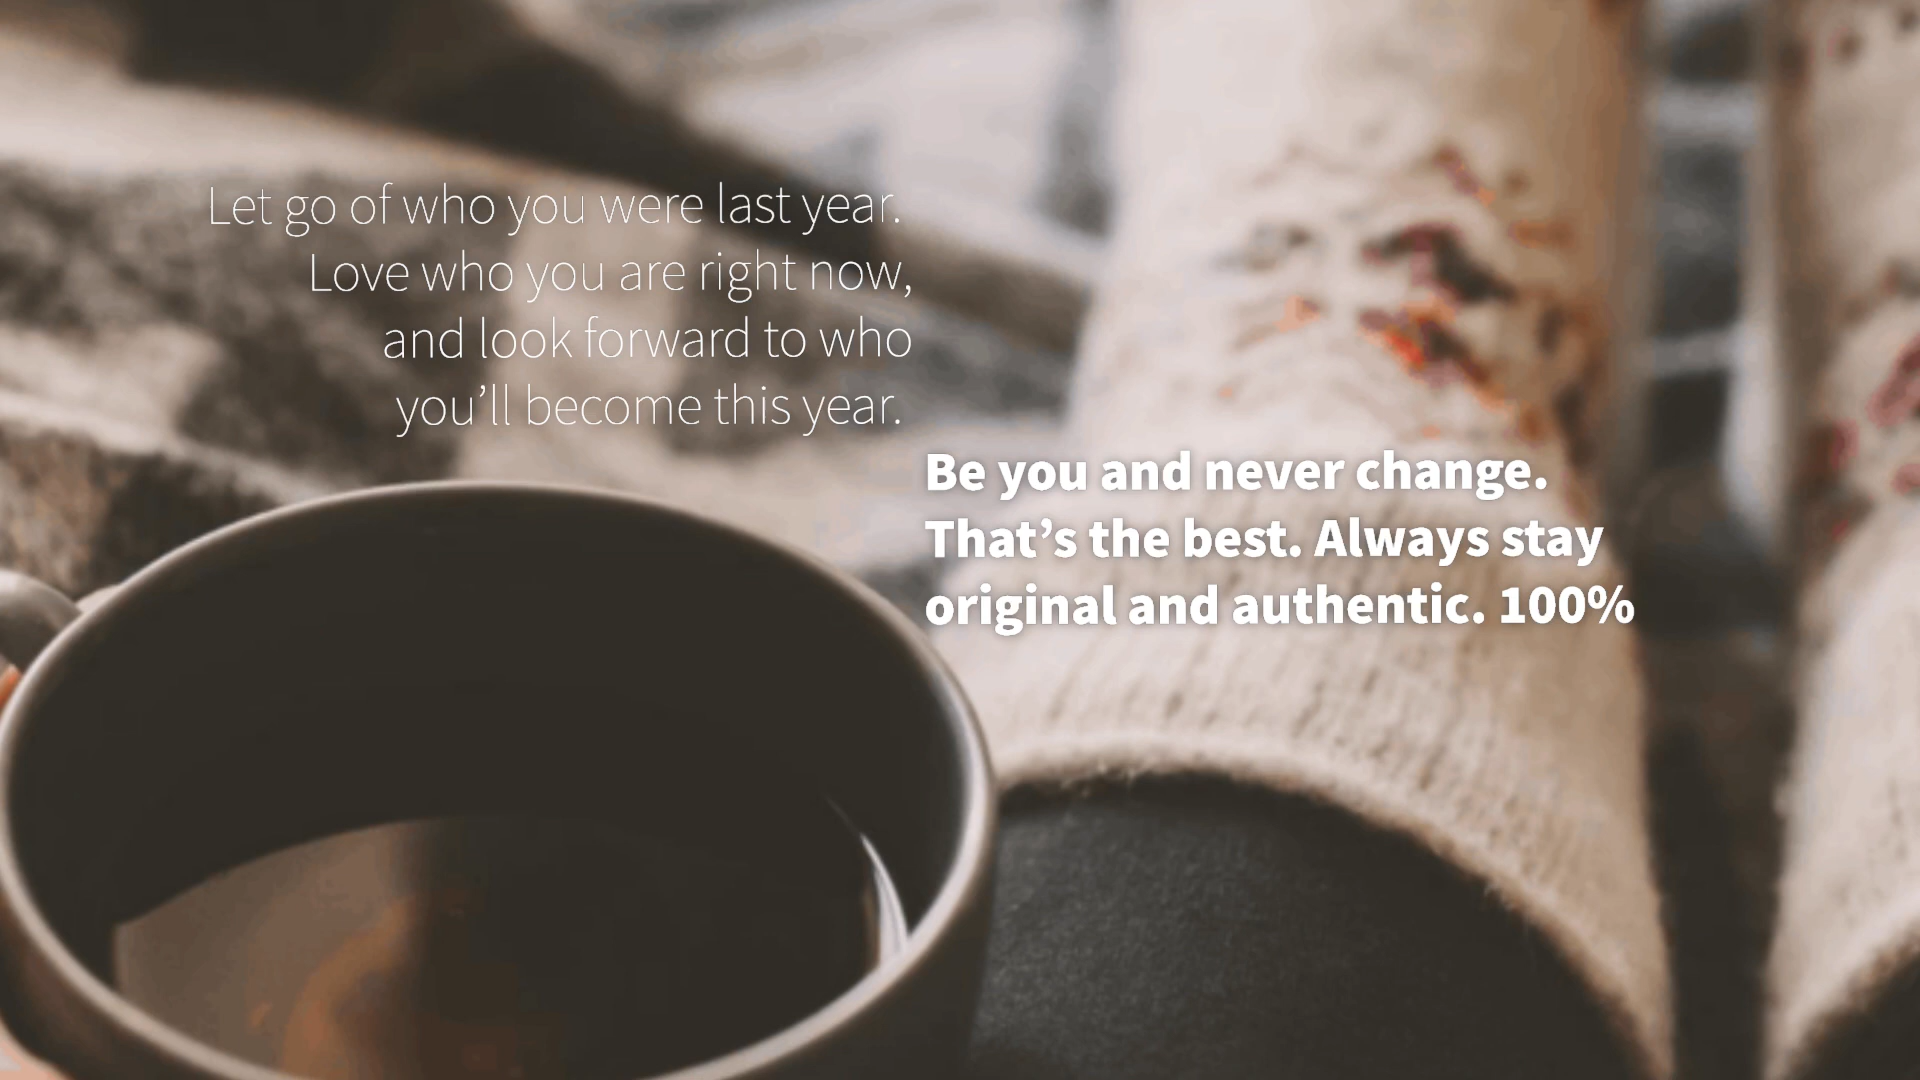 Let go of who you were last year.
Love who you are right now,
and look forward to who
you’ll become this year.
Be you and never change.
That’s the best. Always stay
original and authentic. 100%